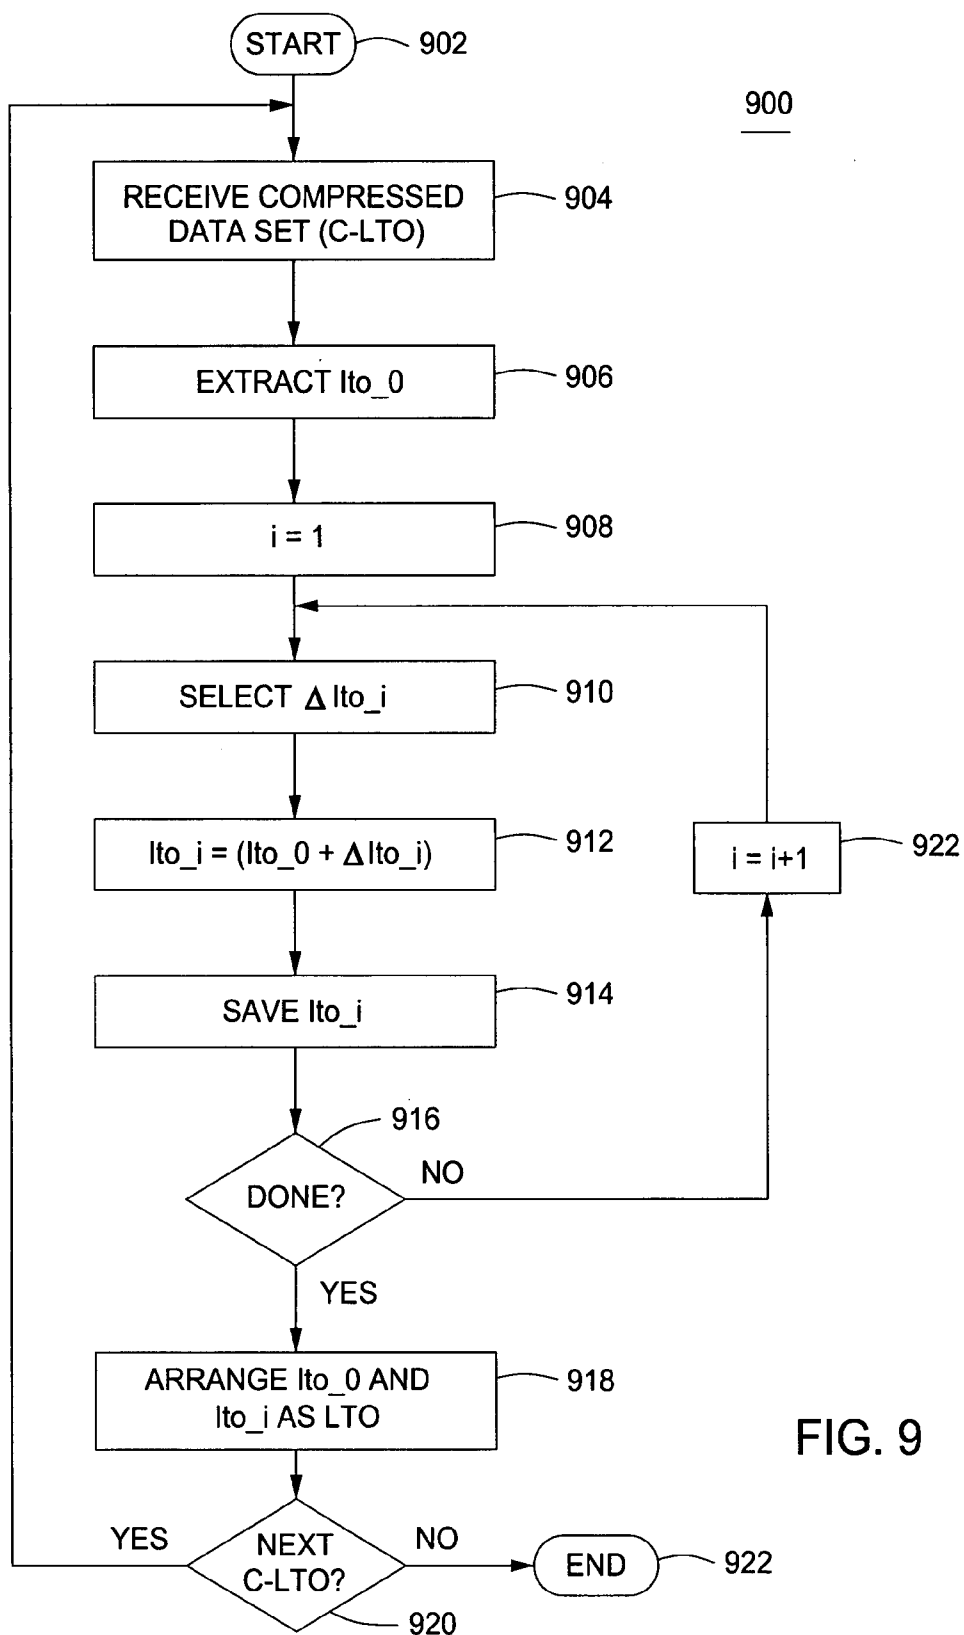 START
902
900
RECEIVE COMPRESSED
DATA SET (C-LTO)
904
EXTRACT lto_0
906
i = 1
908
SELECT Δ lto_i
910
lto_i = (lto_0 + Δ lto_i)
912
i = i+1
922
SAVE lto_i
914
916
DONE?
NO
YES
ARRANGE lto_0 AND
lto_i AS LTO
918
FIG. 9
YES
NEXT
C-LTO?
NO
END
922
920